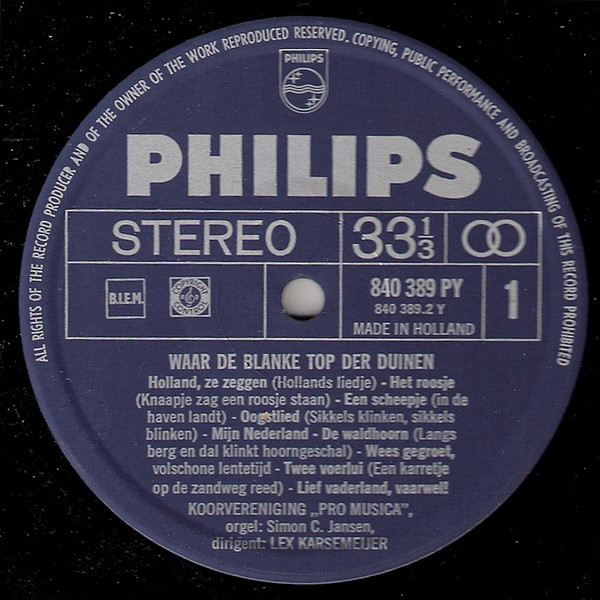 ALL RIGHTS OF THE RECORD PRODUCER AND OF THE OWNER OF THE WORK REPRODUCED RESERVED. COPYING, PUBLIC PERFORMANCE AND BROADCASTING OF THIS RECORD PROHIBITED
PHILIPS
PHILIPS
STEREO
33 1/3
B.I.E.M.
COPYRIGHT CONTROL
840 389 PY
840 389.2 Y
MADE IN HOLLAND
1
WAAR DE BLANKE TOP DER DUINEN
Holland, ze zeggen (Hollands liedje) - Het roosje
(Knaapje zag een roosje staan) - Een scheepje (in de
haven landt) - Oogstlied (Sikkels klinken, sikkels
blinken) - Mijn Nederland - De waldhoorn (Langs
berg en dal klinkt hoorngeschal) - Wees gegroet,
volschone lentetijd - Twee voerlui (Een karretje
op de zandweg reed) - Lief vaderland, vaarwel!
KOORVERENIGING „PRO MUSICA”,
orgel: Simon C. Jansen,
dirigent: LEX KARSEMEIJER